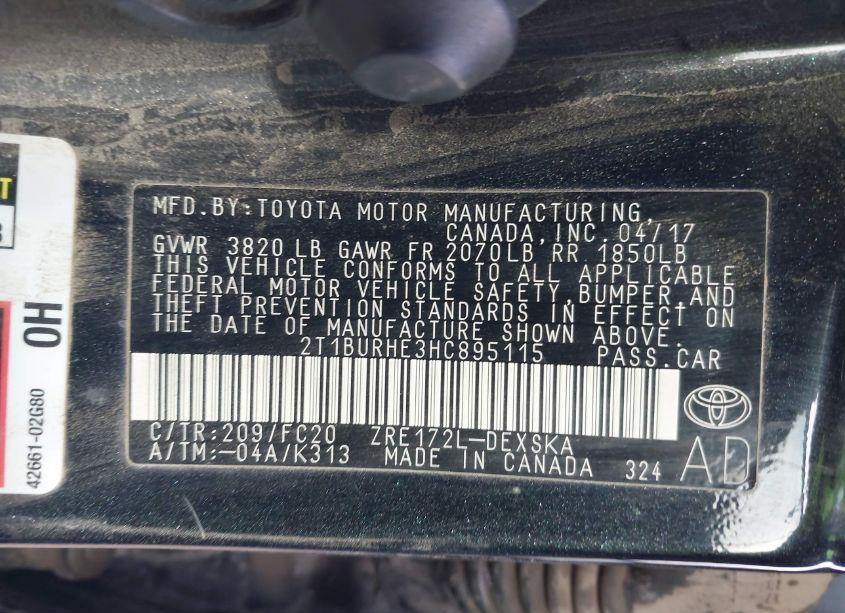 MFD.BY:TOYOTA MOTOR MANUFACTURING,
CANADA,INC. 04/17
GVWR 3820 LB GAWR FR 2070LB RR 1850LB
THIS VEHICLE CONFORMS TO ALL APPLICABLE
FEDERAL MOTOR VEHICLE SAFETY,BUMPER,AND
THEFT PREVENTION STANDARDS IN EFFECT ON
THE DATE OF MANUFACTURE SHOWN ABOVE.
2T1BURHE3HC895115 PASS.CAR
C/TR:209/FC20 ZRE172L-DEXSKA
A/TM:-04A/K313 MADE IN CANADA 324
AD
OH
42661-02G80